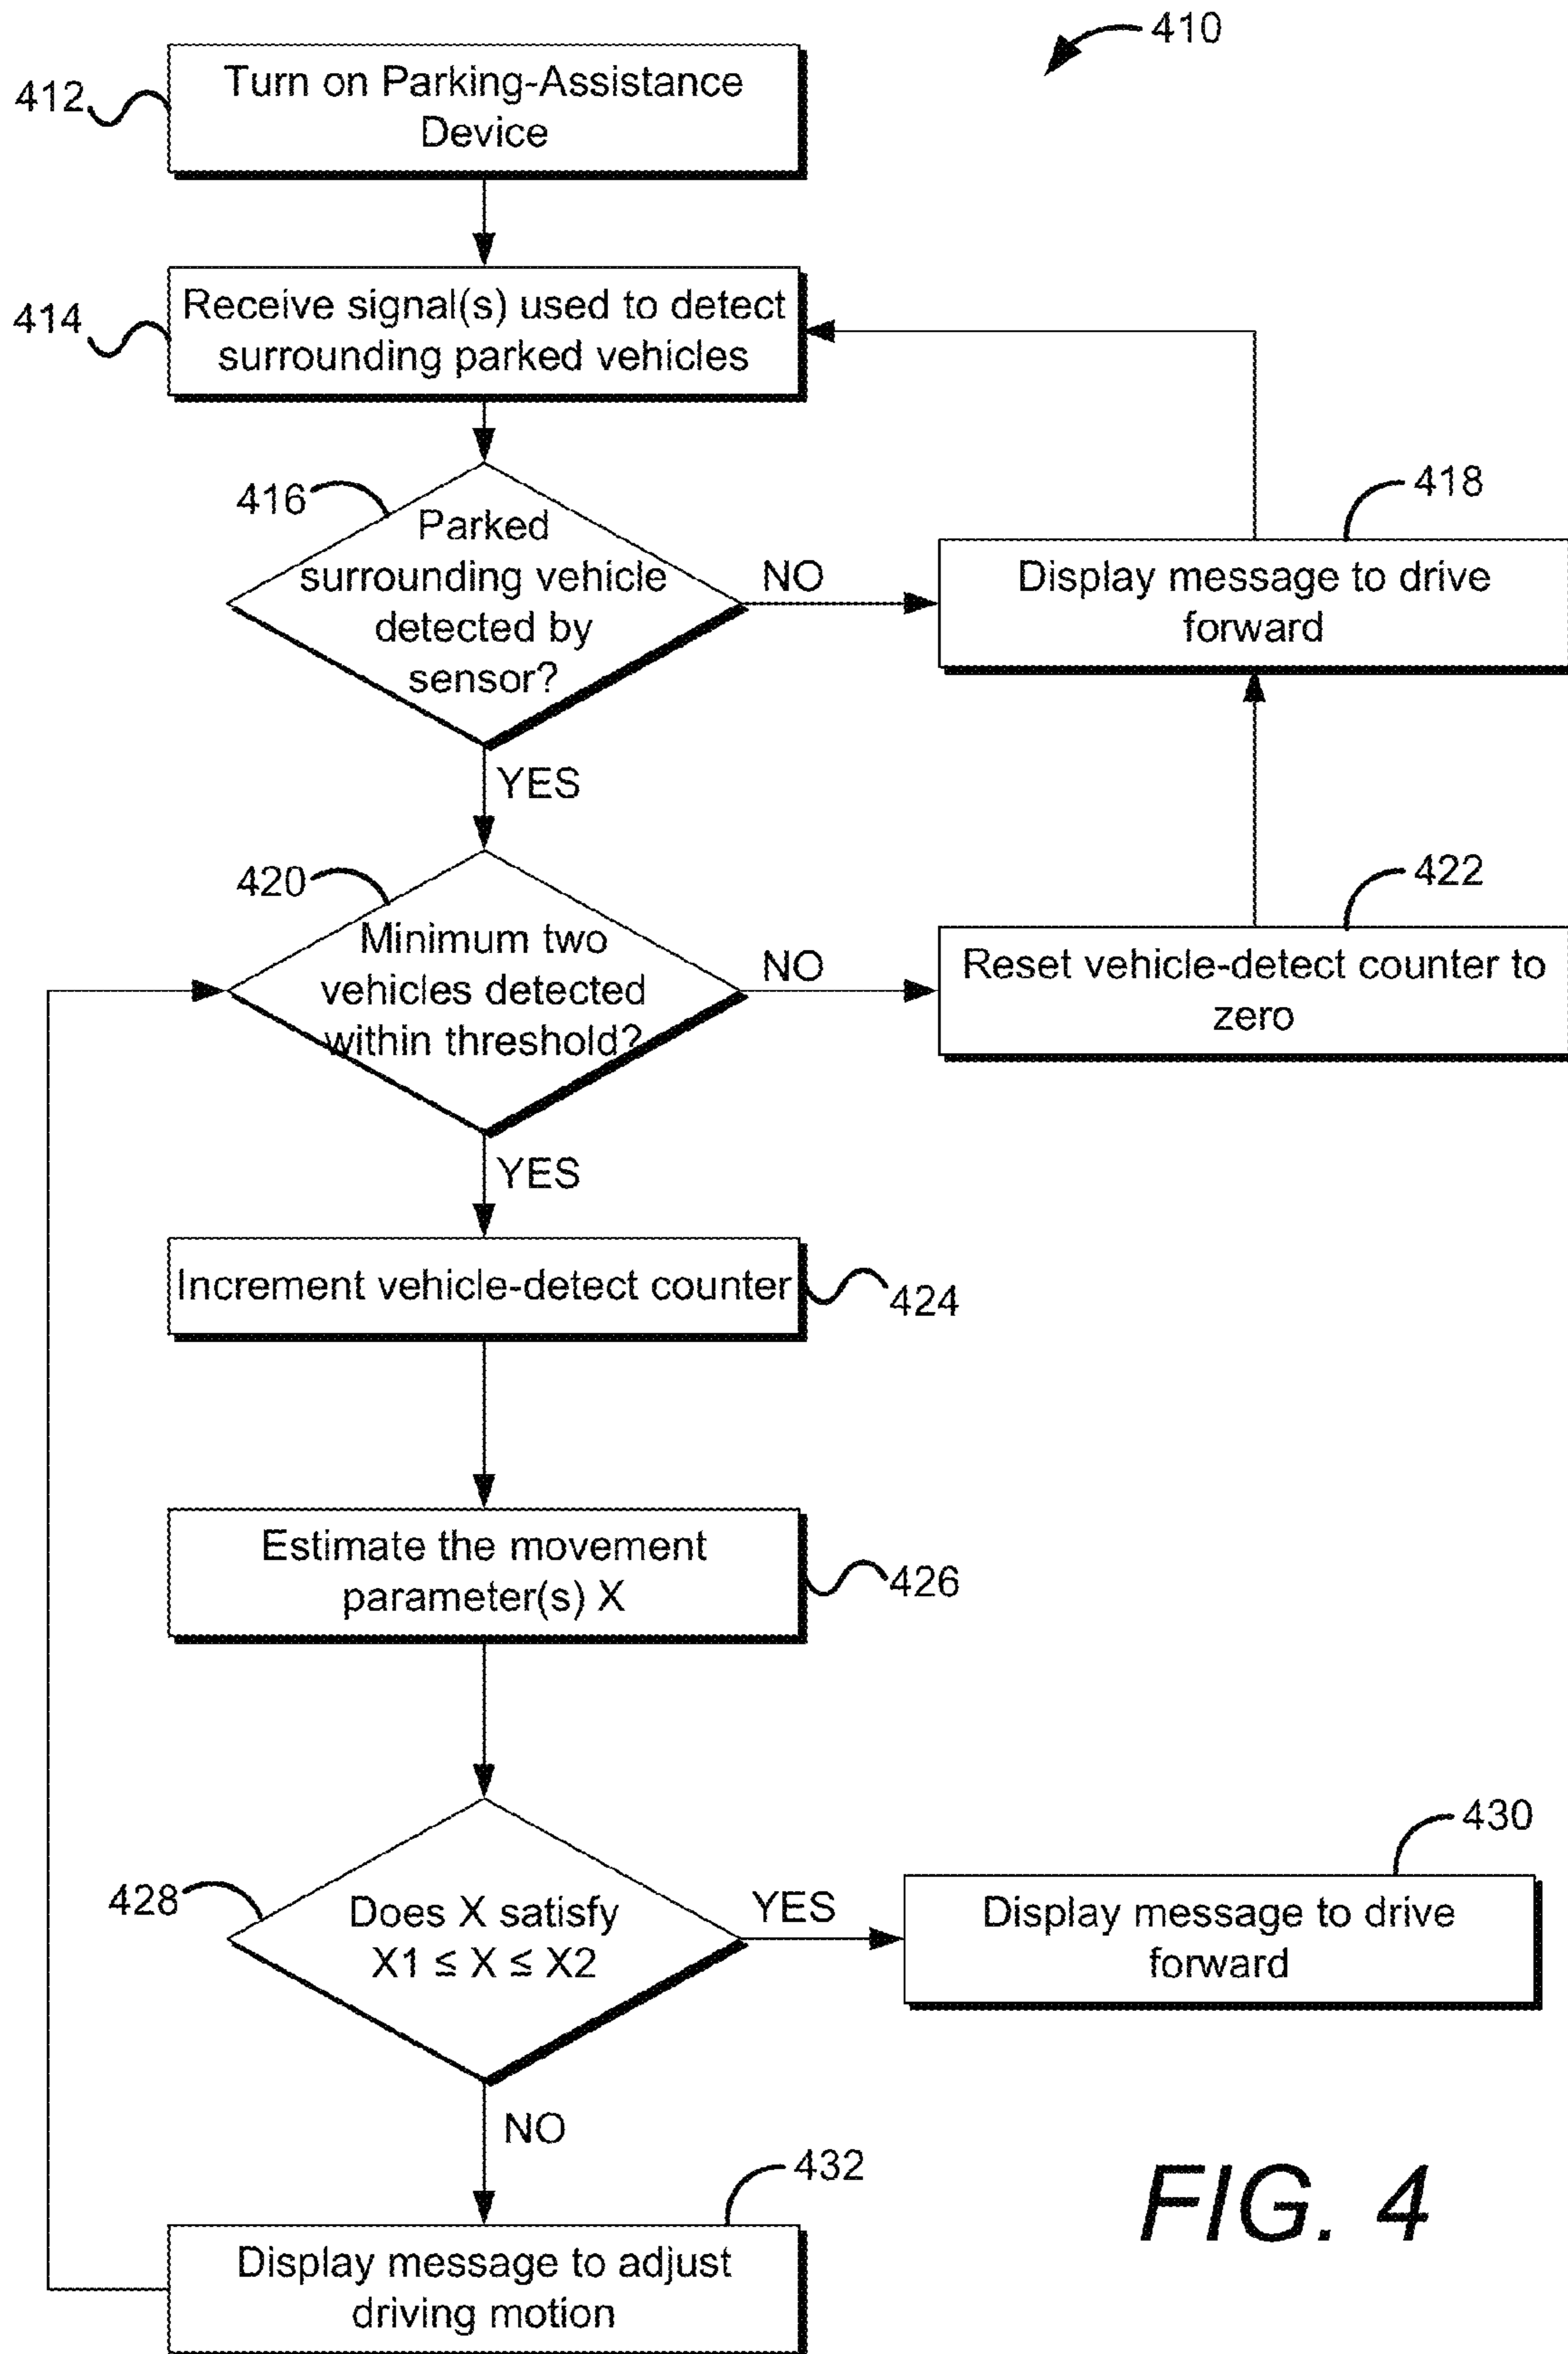 410
412
Turn on Parking-Assistance
Device
414
Receive signal(s) used to detect
surrounding parked vehicles
416
Parked
surrounding vehicle
detected by
sensor?
NO
418
Display message to drive
forward
YES
420
Minimum two
vehicles detected
within threshold?
NO
422
Reset vehicle-detect counter to
zero
YES
Increment vehicle-detect counter
424
Estimate the movement
parameter(s) X
426
428
Does X satisfy
X1 ≤ X ≤ X2
YES
430
Display message to drive
forward
NO
432
Display message to adjust
driving motion
FIG. 4